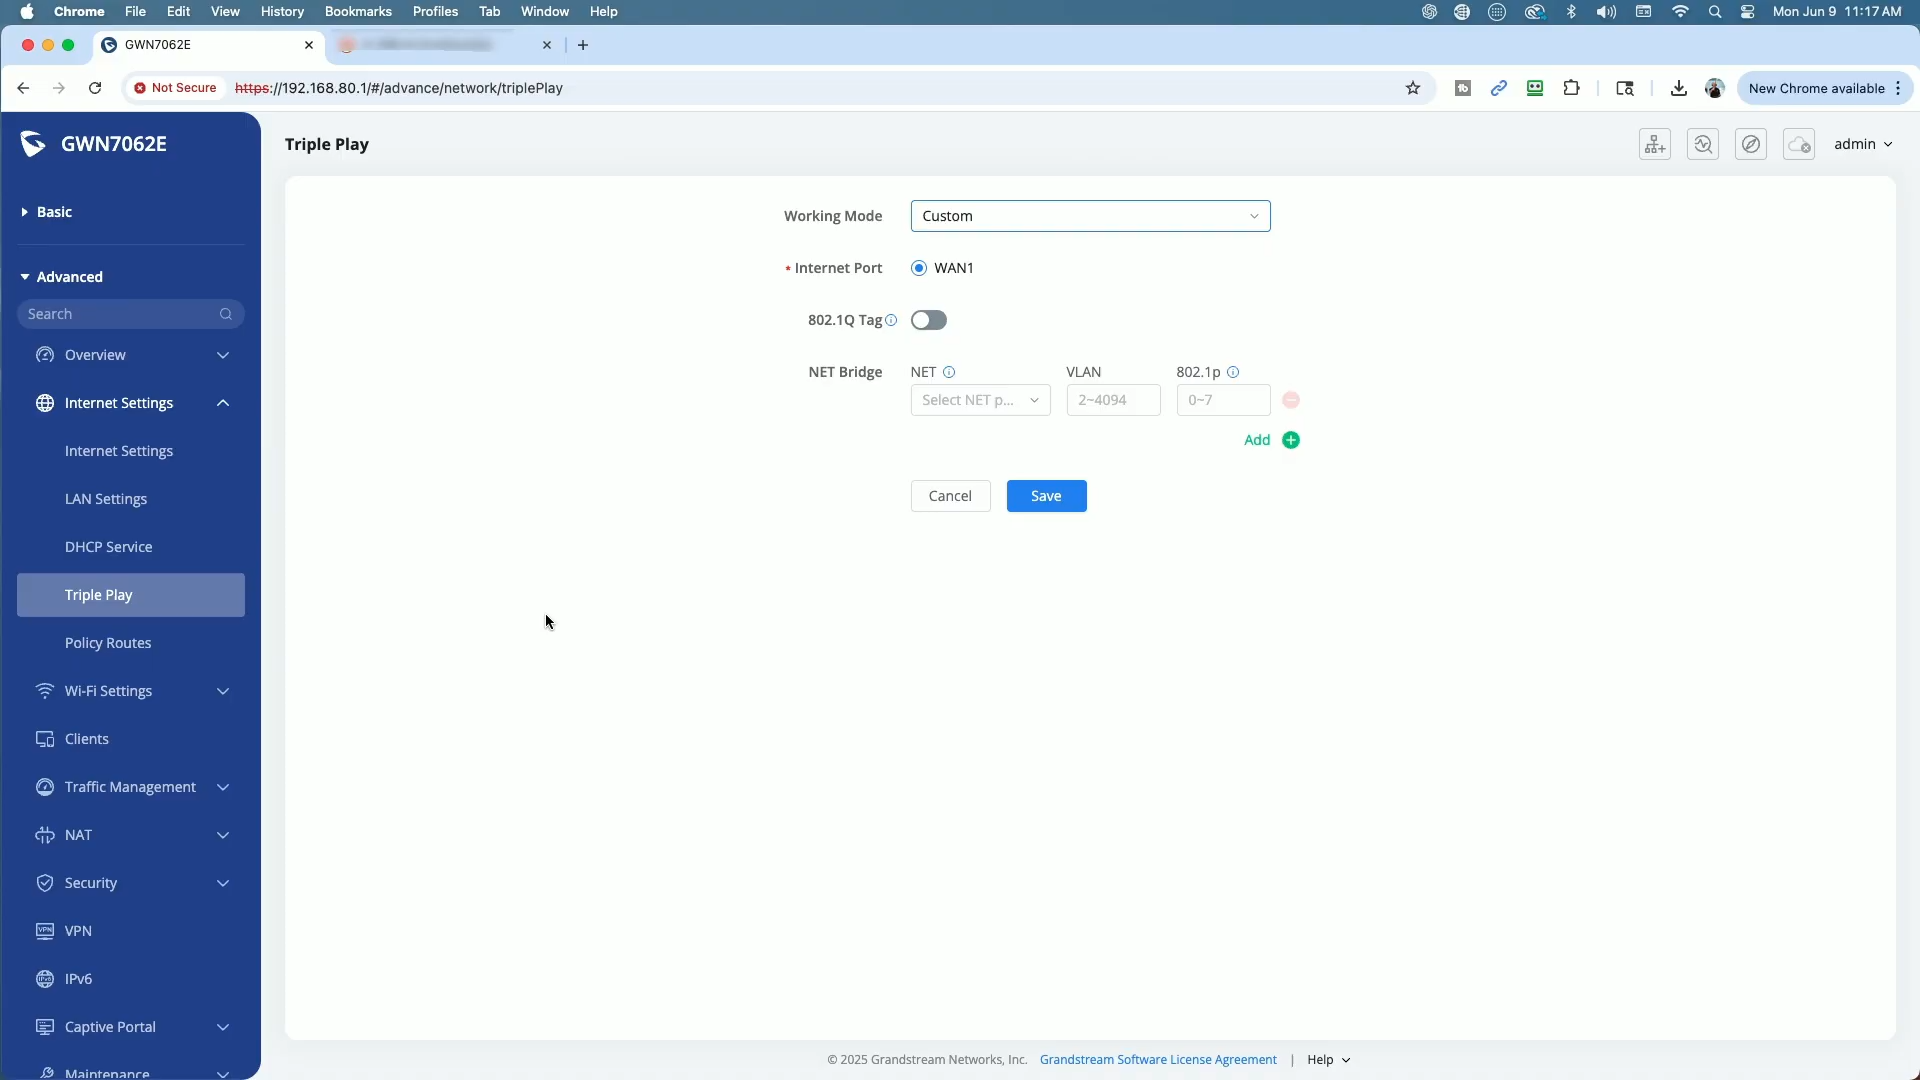 Chrome File Edit View History Bookmarks Profiles Tab Window Help Mon Jun 9 11:17 AM
GWN7062E
Not Secure https://192.168.80.1/#/advance/network/triplePlay New Chrome available
GWN7062E
Triple Play
admin
Basic
Advanced
Search
Overview
Internet Settings
Internet Settings
LAN Settings
DHCP Service
Triple Play
Policy Routes
Wi-Fi Settings
Clients
Traffic Management
NAT
Security
VPN
IPv6
Captive Portal
Maintenance
Working Mode Custom
* Internet Port WAN1
802.1Q Tag
NET Bridge NET VLAN 802.1p
Select NET p... 2~4094 0~7
Add
Cancel Save
© 2025 Grandstream Networks, Inc. Grandstream Software License Agreement | Help